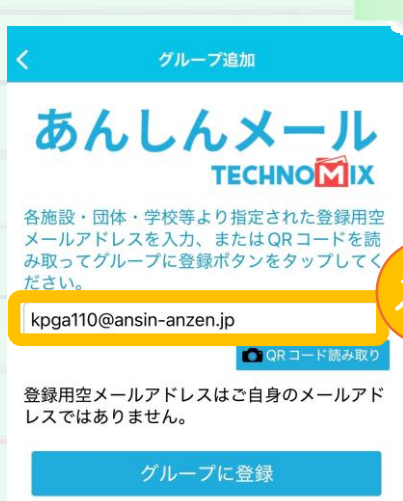 グループ追加
あんしんメール
TECHNOMIX
各施設・団体・学校等より指定された登録用空
メールアドレスを入力、またはQRコードを読
み取ってグループに登録ボタンをタップしてく
ださい。
kpga110@ansin-anzen.jp
QRコード読み取り
登録用空メールアドレスはご自身のメールアド
レスではありません。
グループに登録